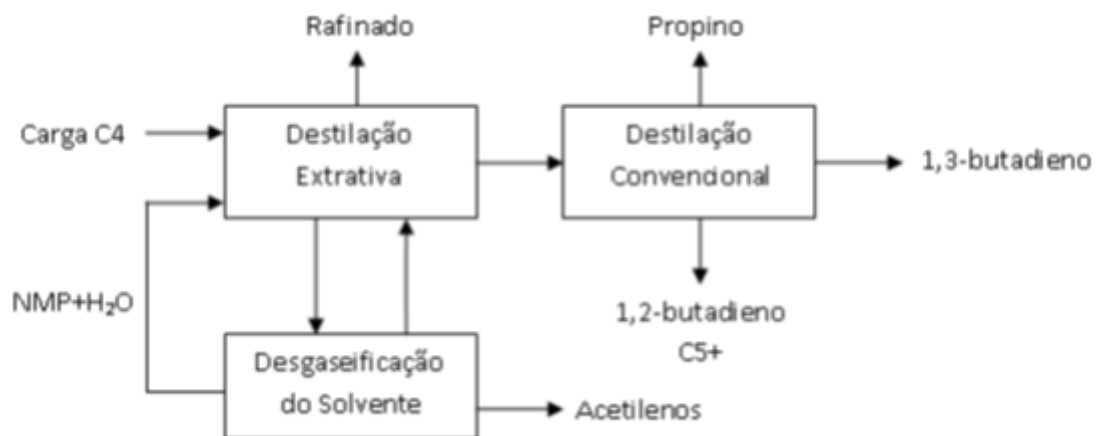 Rafinado
Propino
Carga C4
Destilação
Extrativa
Destilação
Convencional
1,3-butadieno
NMP+H₂O
1,2-butadieno
C5+
Desgaseificação
do Solvente
Acetilenos